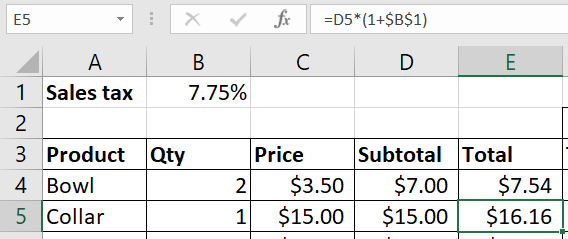 E5 fx =D5*(1+$B$1)
A B C D E
1 Sales tax 7.75%
2
3 Product Qty Price Subtotal Total
4 Bowl 2 $3.50 $7.00 $7.54
5 Collar 1 $15.00 $15.00 $16.16